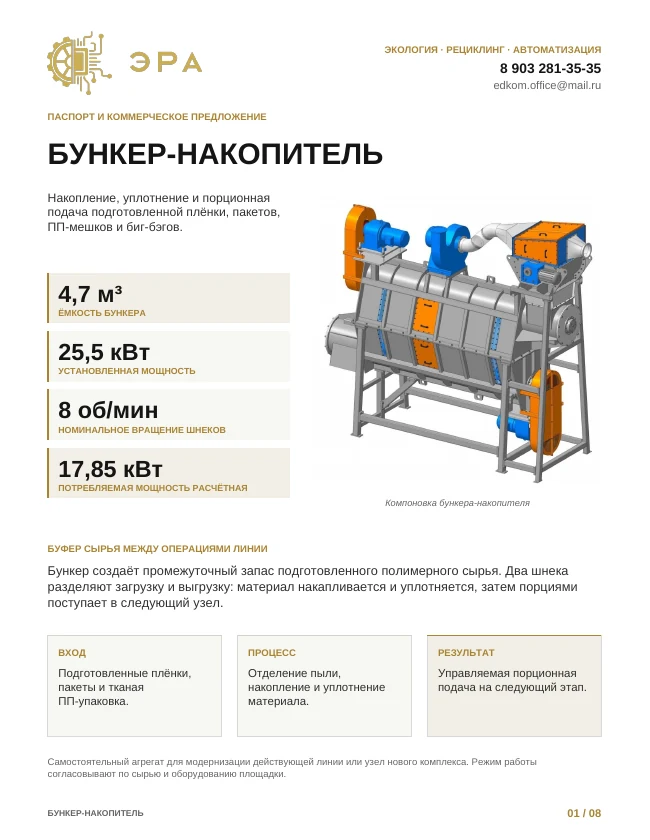 ЭРА
ЭКОЛОГИЯ · РЕЦИКЛИНГ · АВТОМАТИЗАЦИЯ
8 903 281-35-35
edkom.office@mail.ru
ПАСПОРТ И КОММЕРЧЕСКОЕ ПРЕДЛОЖЕНИЕ
БУНКЕР-НАКОПИТЕЛЬ
Накопление, уплотнение и порционная
подача подготовленной плёнки, пакетов,
ПП-мешков и биг-бэгов.
4,7 м³
ЁМКОСТЬ БУНКЕРА
25,5 кВт
УСТАНОВЛЕННАЯ МОЩНОСТЬ
8 об/мин
НОМИНАЛЬНОЕ ВРАЩЕНИЕ ШНЕКОВ
17,85 кВт
ПОТРЕБЛЯЕМАЯ МОЩНОСТЬ РАСЧЁТНАЯ
Компоновка бункера-накопителя
БУФЕР СЫРЬЯ МЕЖДУ ОПЕРАЦИЯМИ ЛИНИИ
Бункер создаёт промежуточный запас подготовленного полимерного сырья. Два шнека
разделяют загрузку и выгрузку: материал накапливается и уплотняется, затем порциями
поступает в следующий узел.
ВХОД
Подготовленные плёнки,
пакеты и тканая
ПП-упаковка.
ПРОЦЕСС
Отделение пыли,
накопление и уплотнение
материала.
РЕЗУЛЬТАТ
Управляемая порционная
подача на следующий этап.
Самостоятельный агрегат для модернизации действующей линии или узел нового комплекса. Режим работы
согласовывают по сырью и оборудованию площадки.
БУНКЕР-НАКОПИТЕЛЬ
01 / 08